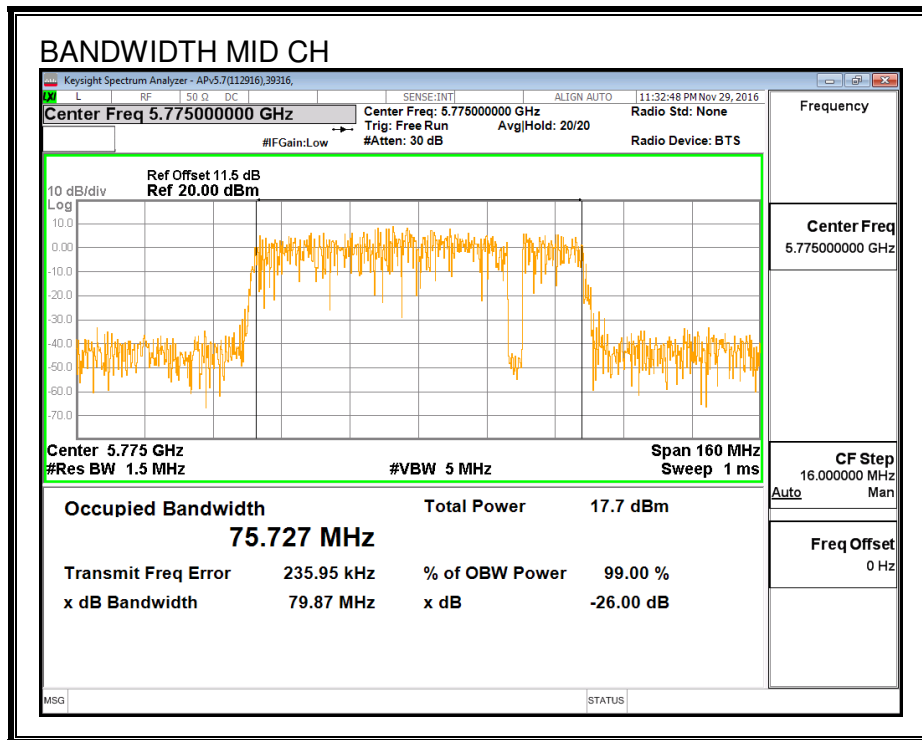 BANDWIDTH MID CH
Keysight Spectrum Analyzer - APv5.7(112916),39316,
LXI L RF 50 Ω DC SENSE:INT ALIGN AUTO 11:32:48 PM Nov 29, 2016
Center Freq 5.775000000 GHz
Center Freq: 5.775000000 GHz
Radio Std: None
Trig: Free Run Avg|Hold: 20/20
#IFGain:Low #Atten: 30 dB Radio Device: BTS
Ref Offset 11.5 dB
10 dB/div Ref 20.00 dBm
Log
10.0
0.00
-10.0
-20.0
-30.0
-40.0
-50.0
-60.0
-70.0
Center 5.775 GHz Span 160 MHz
#Res BW 1.5 MHz #VBW 5 MHz Sweep 1 ms
Occupied Bandwidth Total Power 17.7 dBm
75.727 MHz
Transmit Freq Error 235.95 kHz % of OBW Power 99.00 %
x dB Bandwidth 79.87 MHz x dB -26.00 dB
MSG STATUS
Frequency
Center Freq
5.775000000 GHz
CF Step
16.000000 MHz
Auto Man
Freq Offset
0 Hz